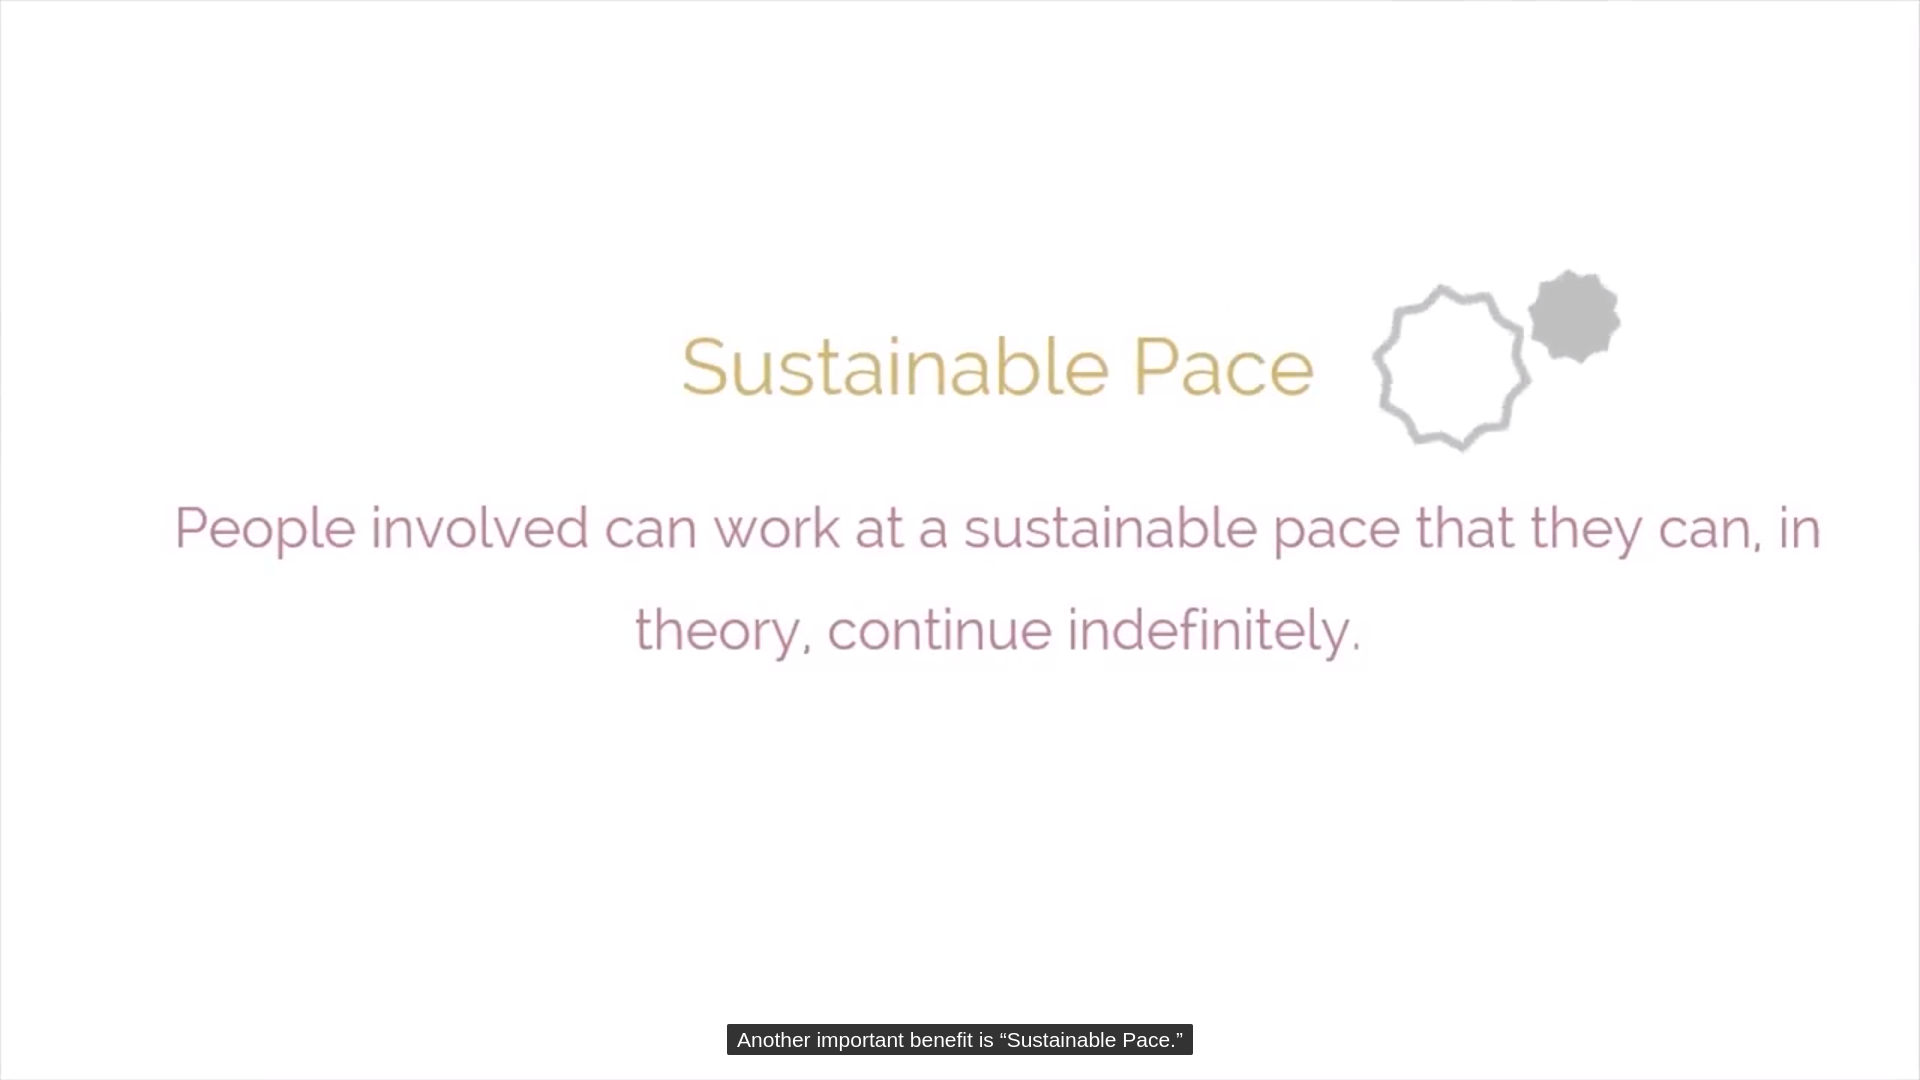 Sustainable Pace
People involved can work at a sustainable pace that they can, in
theory, continue indefinitely.
Another important benefit is “Sustainable Pace.”